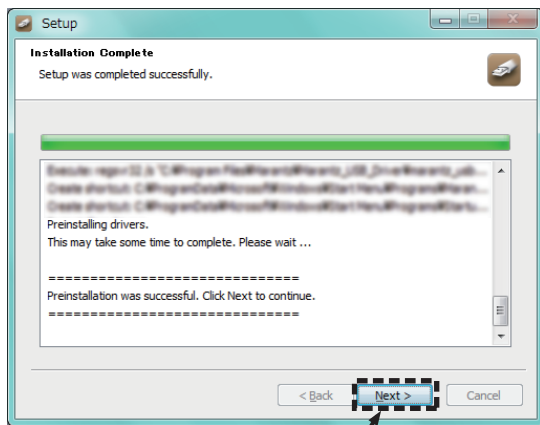 Setup
Installation Complete
Setup was completed successfully.
Preinstalling drivers.
This may take some time to complete. Please wait ...
==============================
Preinstallation was successful. Click Next to continue.
==============================
< Back
Next >
Cancel